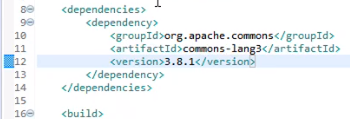 8 <dependencies>
9 <dependency>
10 <groupId>org.apache.commons</groupId>
11 <artifactId>commons-lang3</artifactId>
12 <version>3.8.1</version>
13 </dependency>
14 </dependencies>
15
16 <build>